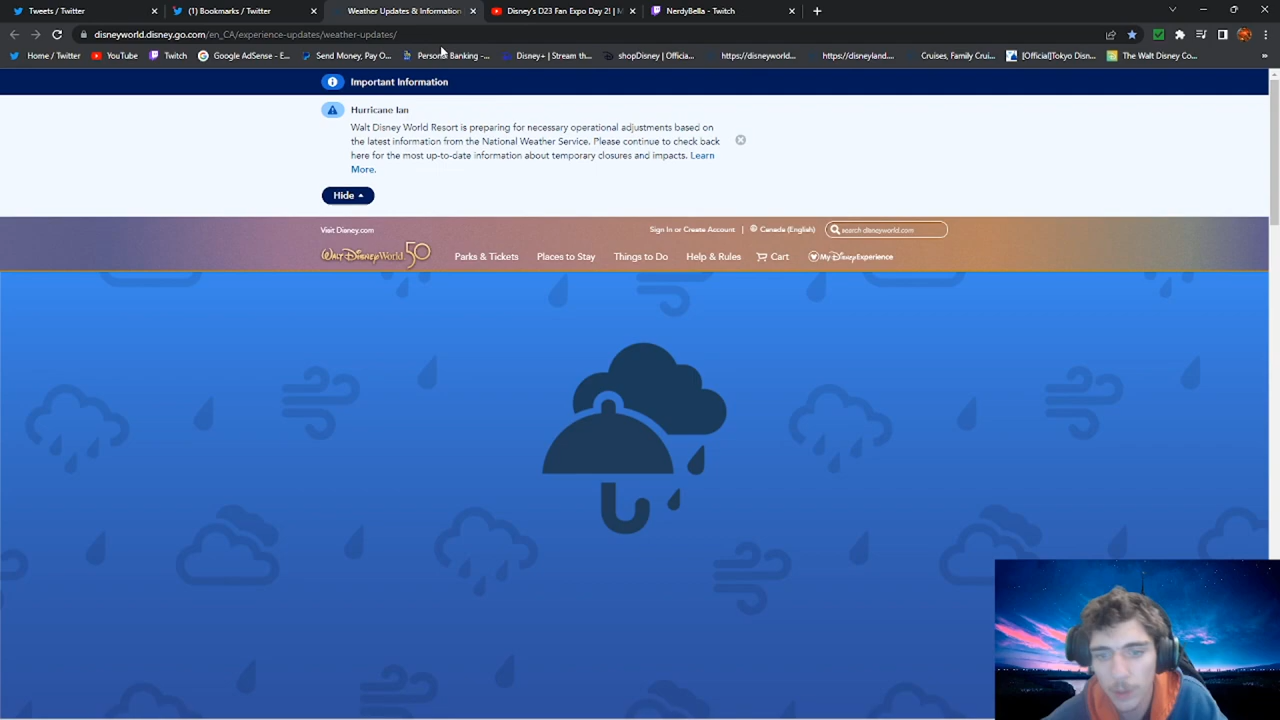 Tweets / Twitter
(1) Bookmarks / Twitter
Weather Updates & Information
Disney's D23 Fan Expo Day 2! | M
NerdyBella - Twitch
disneyworld.disney.go.com/en_CA/experience-updates/weather-updates/
Home / Twitter
YouTube
Twitch
Google AdSense - E...
Send Money, Pay O...
Personal Banking -...
Disney+ | Stream th...
shopDisney | Officia...
https://disneyworld...
https://disneyland....
Cruises, Family Cru...
[Official]Tokyo Disn...
The Walt Disney Co...
Important Information
Hurricane Ian
Walt Disney World Resort is preparing for necessary operational adjustments based on
the latest information from the National Weather Service. Please continue to check back
here for the most up-to-date information about temporary closures and impacts. Learn
More.
Hide
Visit Disney.com
Sign In or Create Account | Canada (English)
search disneyworld.com
Walt Disney World 50
Parks & Tickets
Places to Stay
Things to Do
Help & Rules
Cart
My Disney Experience